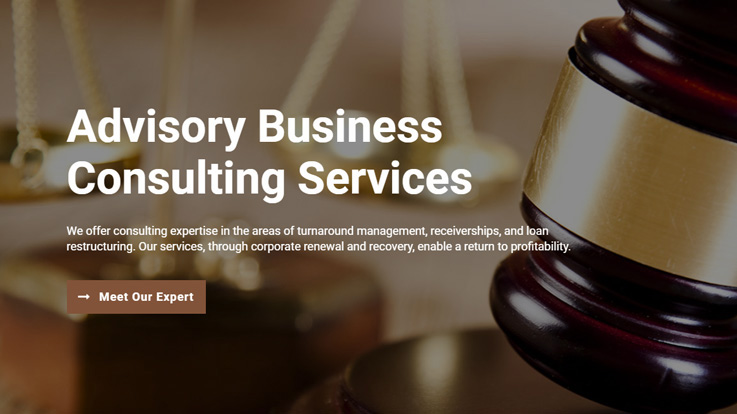 Advisory Business
Consulting Services
We offer consulting expertise in the areas of turnaround management, receiverships, and loan
restructuring. Our services, through corporate renewal and recovery, enable a return to profitability.
Meet Our Expert